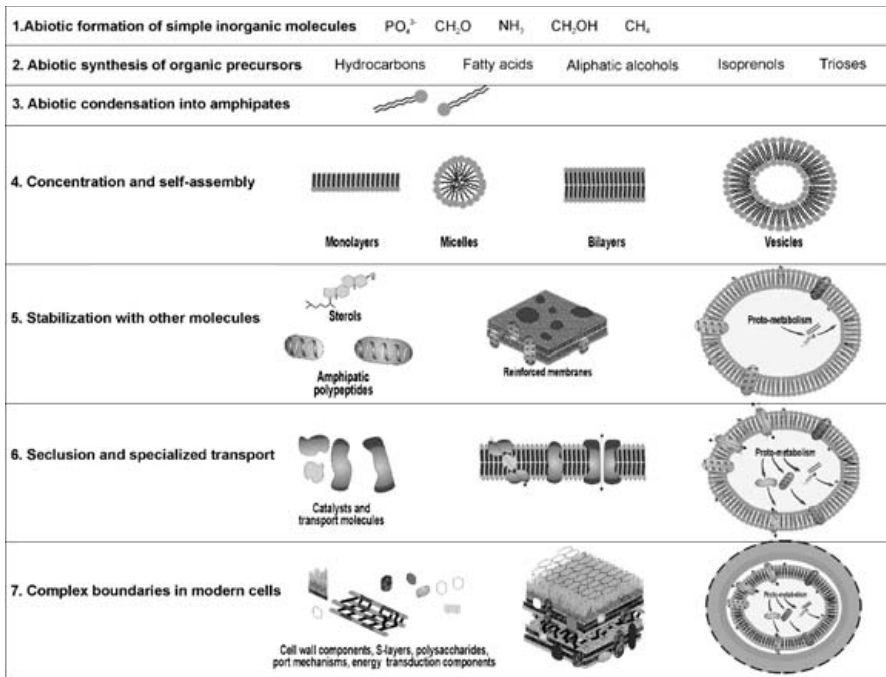 1.Abiotic formation of simple inorganic molecules PO₄³⁻ CH₂O NH₃ CH₃OH CH₄
2. Abiotic synthesis of organic precursors Hydrocarbons Fatty acids Aliphatic alcohols Isoprenols Trioses
3. Abiotic condensation into amphipates
4. Concentration and self-assembly
Monolayers Micelles Bilayers Vesicles
5. Stabilization with other molecules
Sterols
Proto-metabolism
Amphipatic
polypeptides
Reinforced membranes
6. Seclusion and specialized transport
Proto-metabolism
Catalysts and
transport molecules
7. Complex boundaries in modern cells
Proto-metabolism
Cell wall components, S-layers, polysaccharides,
port mechanisms, energy transduction components